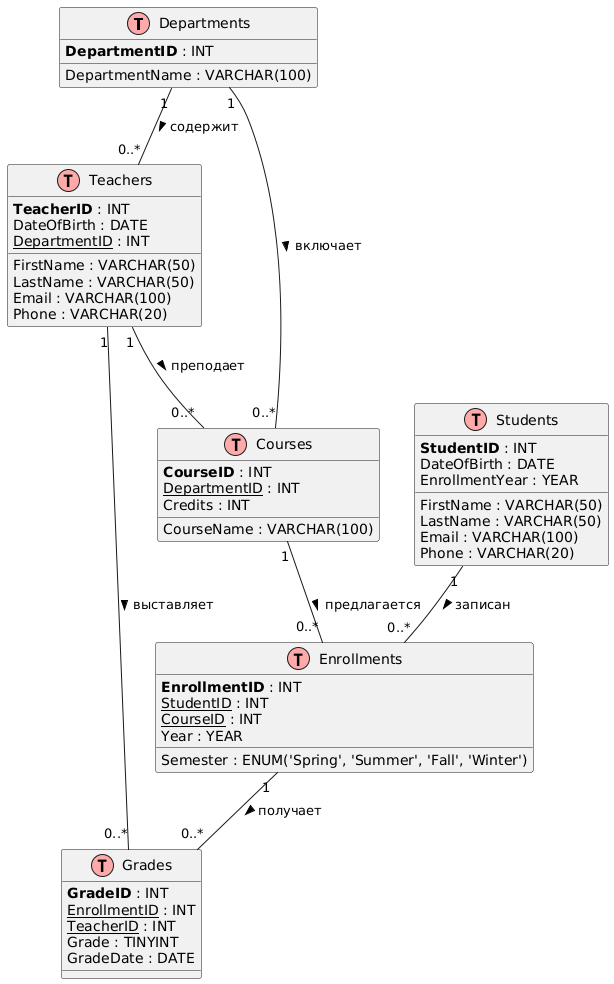 T Departments
DepartmentID : INT
DepartmentName : VARCHAR(100)
1
1
содержит
0..*
T Teachers
TeacherID : INT
DateOfBirth : DATE
DepartmentID : INT
FirstName : VARCHAR(50)
LastName : VARCHAR(50)
Email : VARCHAR(100)
Phone : VARCHAR(20)
включает
1
1
преподает
0..*
0..*
T Courses
CourseID : INT
DepartmentID : INT
Credits : INT
CourseName : VARCHAR(100)
T Students
StudentID : INT
DateOfBirth : DATE
EnrollmentYear : YEAR
FirstName : VARCHAR(50)
LastName : VARCHAR(50)
Email : VARCHAR(100)
Phone : VARCHAR(20)
1
1
выставляет
предлагается
записан
0..*
0..*
T Enrollments
EnrollmentID : INT
StudentID : INT
CourseID : INT
Year : YEAR
Semester : ENUM('Spring', 'Summer', 'Fall', 'Winter')
1
получает
0..*
0..*
T Grades
GradeID : INT
EnrollmentID : INT
TeacherID : INT
Grade : TINYINT
GradeDate : DATE